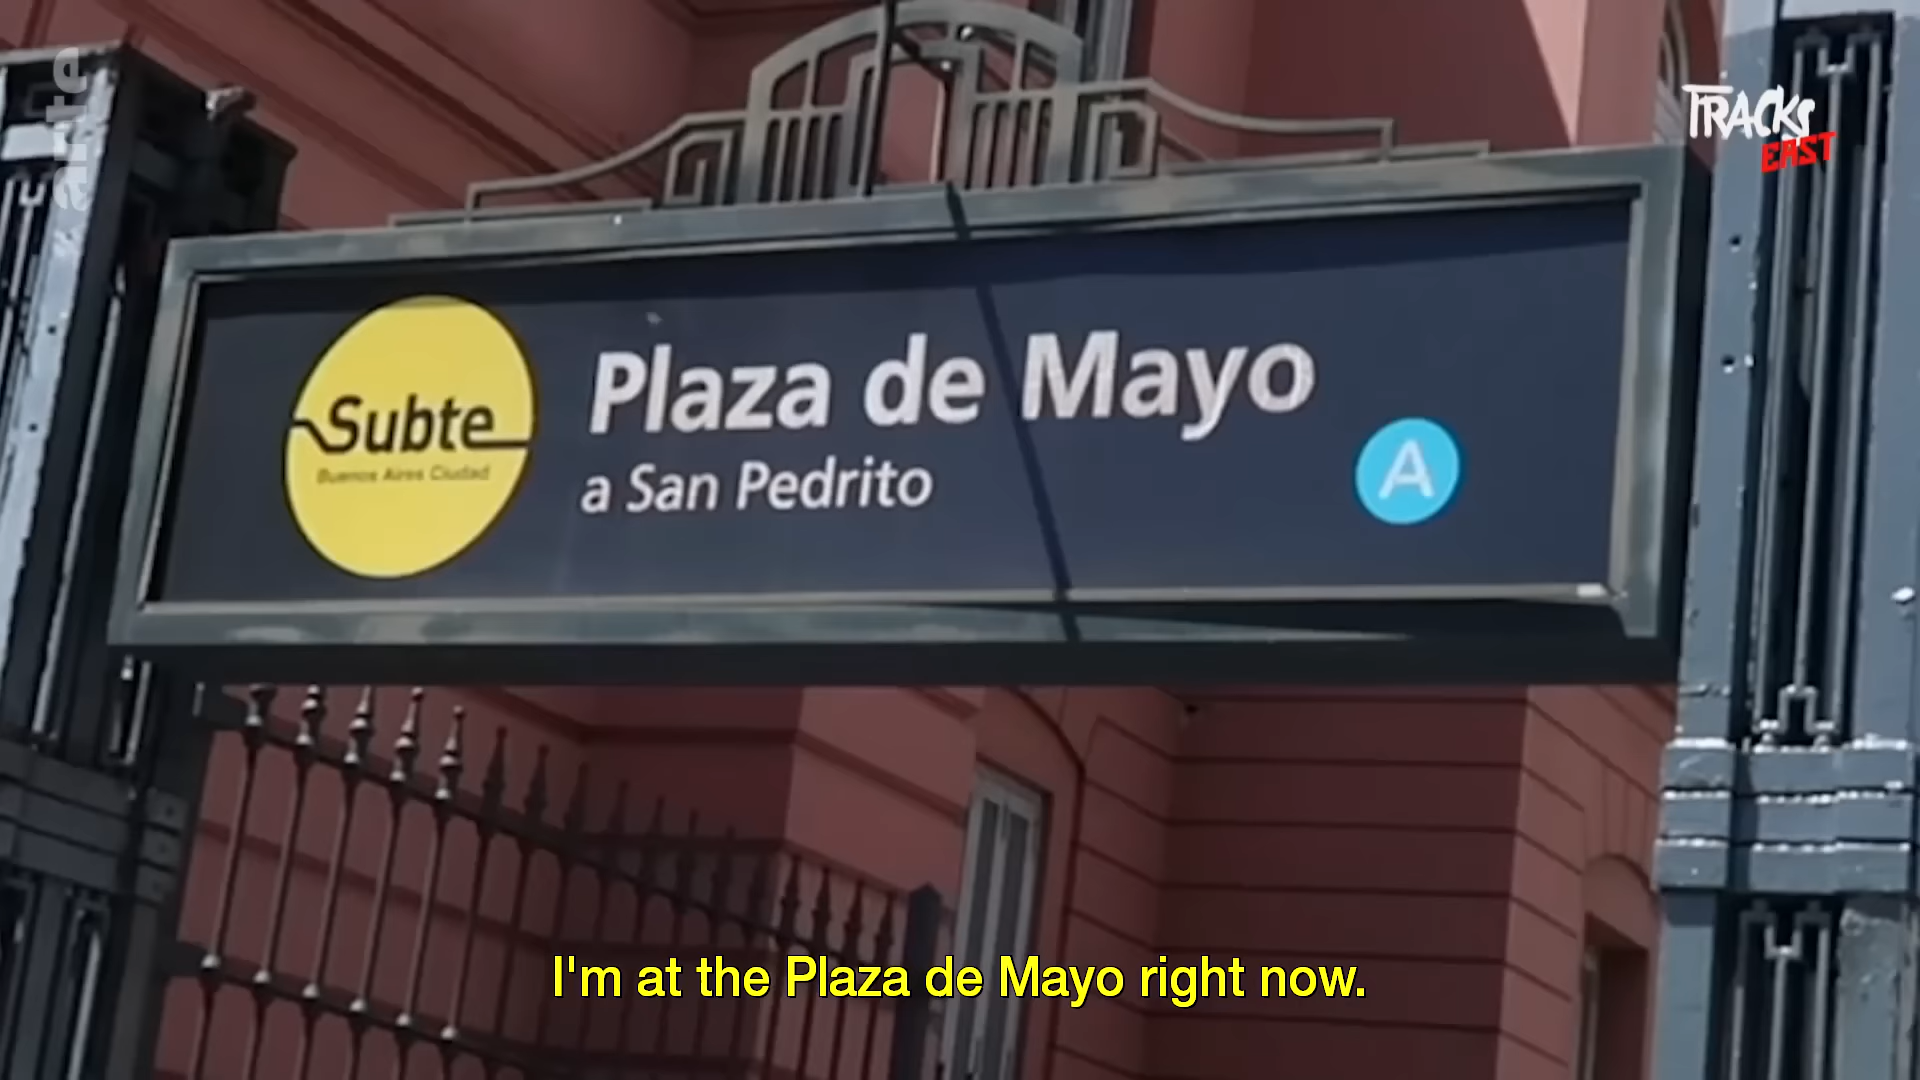 arte
TRACKS
EAST
Subte
Buenos Aires Ciudad
Plaza de Mayo
a San Pedrito
A
I'm at the Plaza de Mayo right now.